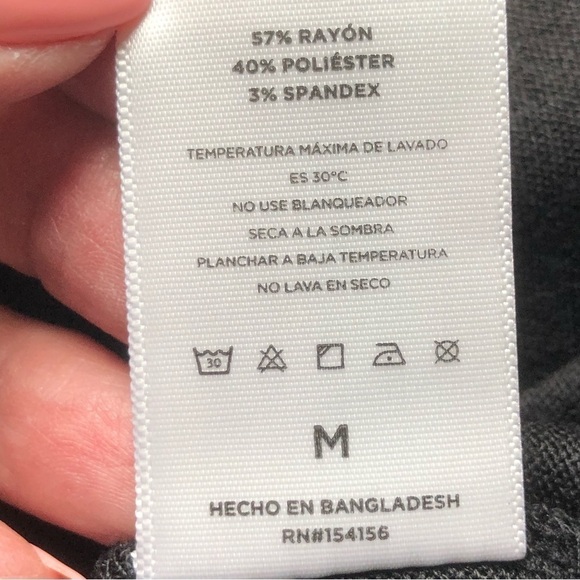 57% RAYÓN
40% POLIÉSTER
3% SPANDEX
TEMPERATURA MÁXIMA DE LAVADO
ES 30°C
NO USE BLANQUEADOR
SECA A LA SOMBRA
PLANCHAR A BAJA TEMPERATURA
NO LAVA EN SECO
30
M
HECHO EN BANGLADESH
RN#154156